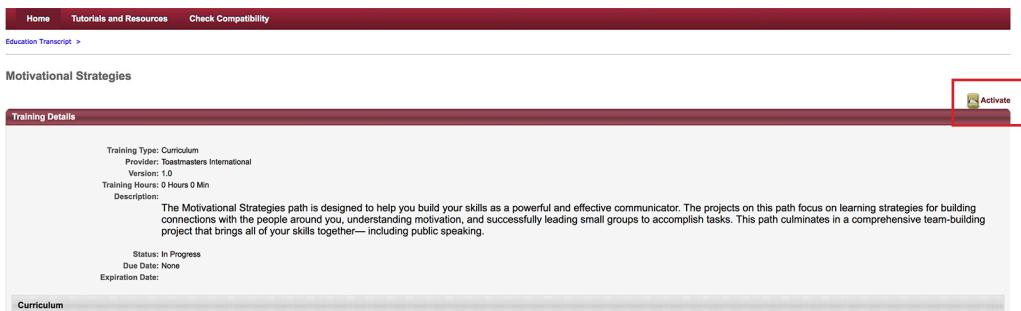 Home Tutorials and Resources Check Compatibility
Education Transcript >
Motivational Strategies
Activate
Training Details
Training Type: Curriculum
Provider: Toastmasters International
Version: 1.0
Training Hours: 0 Hours 0 Min
Description:
The Motivational Strategies path is designed to help you build your skills as a powerful and effective communicator. The projects on this path focus on learning strategies for building
connections with the people around you, understanding motivation, and successfully leading small groups to accomplish tasks. This path culminates in a comprehensive team-building
project that brings all of your skills together— including public speaking.
Status: In Progress
Due Date: None
Expiration Date:
Curriculum